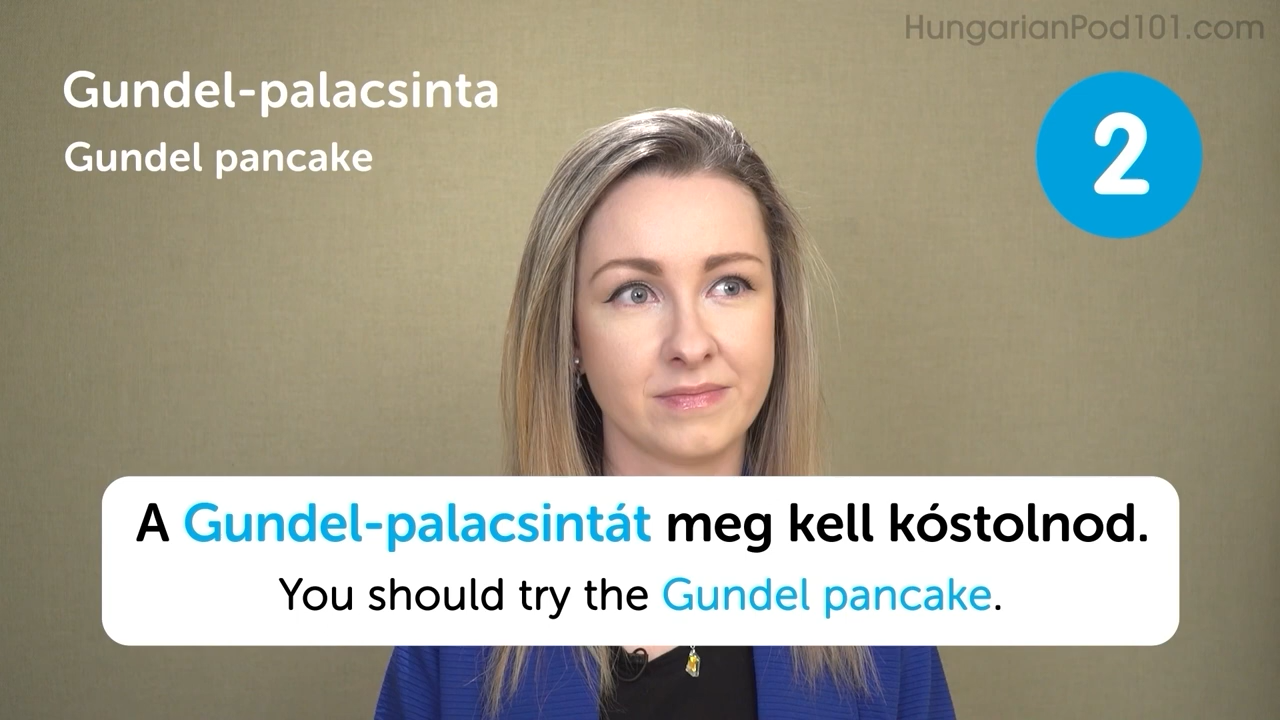 HungarianPod101.com
Gundel-palacsinta
Gundel pancake
2
A Gundel-palacsintát meg kell kóstolnod.
You should try the Gundel pancake.